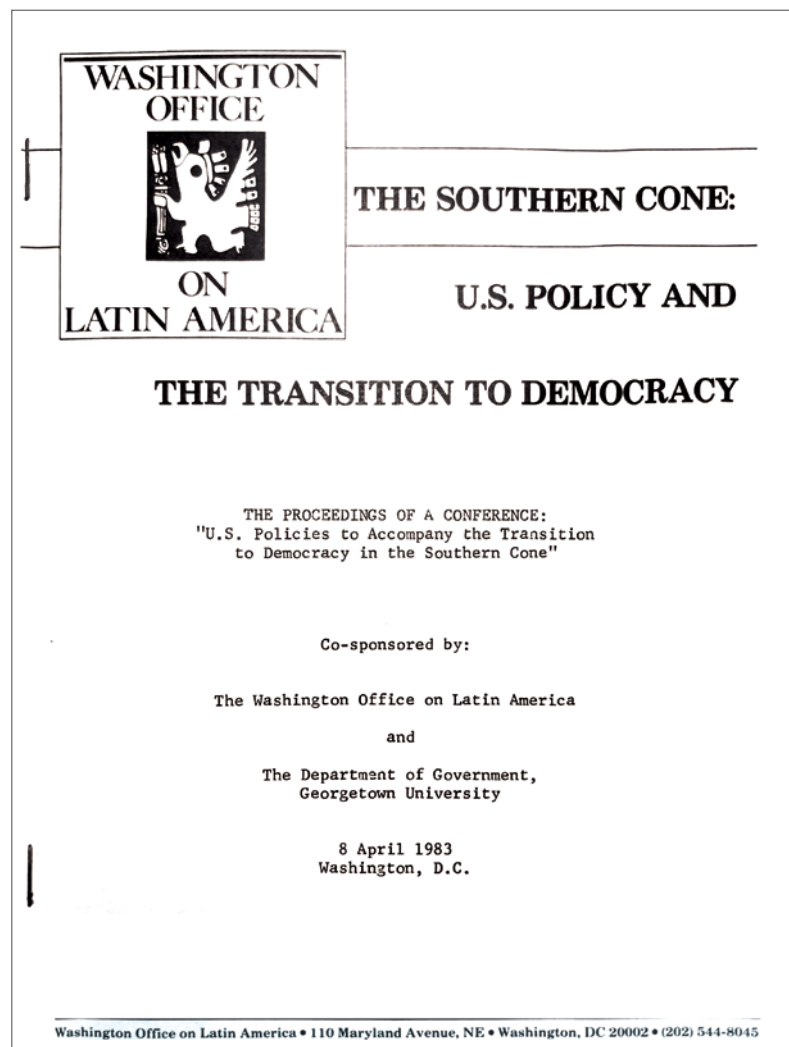 WASHINGTON
OFFICE
ON
LATIN AMERICA
THE SOUTHERN CONE:
U.S. POLICY AND
THE TRANSITION TO DEMOCRACY
THE PROCEEDINGS OF A CONFERENCE:
"U.S. Policies to Accompany the Transition
to Democracy in the Southern Cone"
Co-sponsored by:
The Washington Office on Latin America
and
The Department of Government,
Georgetown University
8 April 1983
Washington, D.C.
Washington Office on Latin America • 110 Maryland Avenue, NE • Washington, DC 20002 • (202) 544-8045